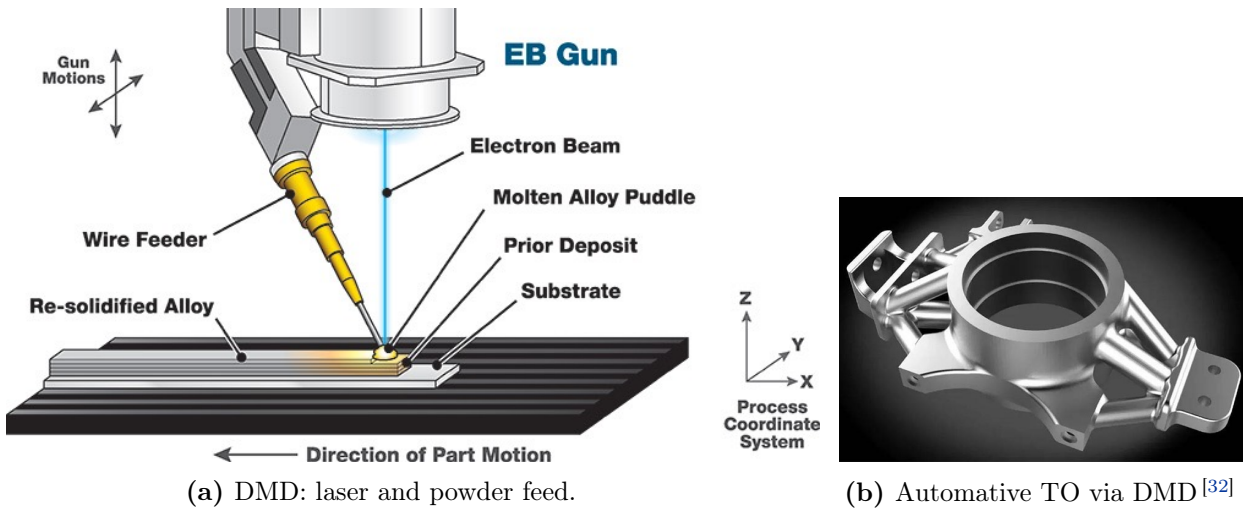 EB Gun
Gun
Motions
Electron Beam
Molten Alloy Puddle
Wire Feeder
Prior Deposit
Substrate
Re-solidified Alloy
Z
Y
X
Process
Coordinate
System
Direction of Part Motion
(a) DMD: laser and powder feed.
(b) Automative TO via DMD[32]